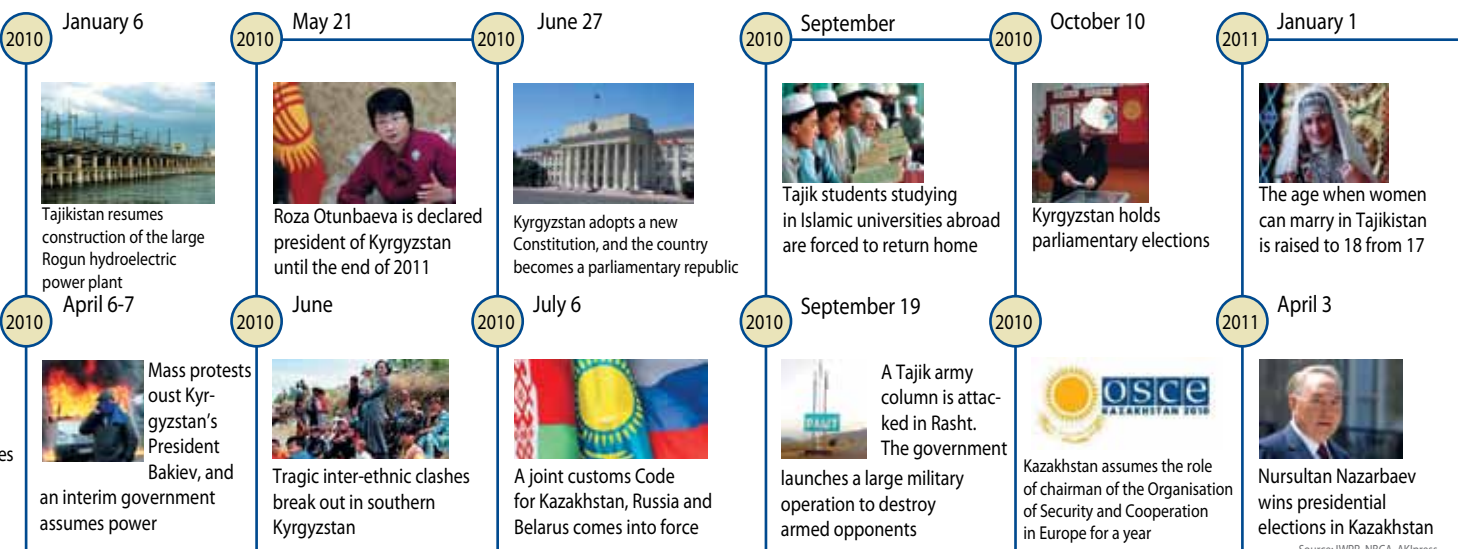 2010
January 6
Tajikistan resumes
construction of the large
Rogun hydroelectric
power plant
2010
April 6-7
Mass protests
oust Kyr-
gyzstan's
President
Bakiev, and
an interim government
assumes power
es
2010
May 21
Roza Otunbaeva is declared
president of Kyrgyzstan
until the end of 2011
2010
June
Tragic inter-ethnic clashes
break out in southern
Kyrgyzstan
2010
June 27
Kyrgyzstan adopts a new
Constitution, and the country
becomes a parliamentary republic
2010
July 6
A joint customs Code
for Kazakhstan, Russia and
Belarus comes into force
2010
September
Tajik students studying
in Islamic universities abroad
are forced to return home
2010
September 19
РАШТ
A Tajik army
column is attac-
ked in Rasht.
The government
launches a large military
operation to destroy
armed opponents
2010
October 10
Kyrgyzstan holds
parliamentary elections
2010
OSCE
KAZAKHSTAN 2010
Kazakhstan assumes the role
of chairman of the Organisation
of Security and Cooperation
in Europe for a year
2011
January 1
The age when women
can marry in Tajikistan
is raised to 18 from 17
2011
April 3
Nursultan Nazarbaev
wins presidential
elections in Kazakhstan